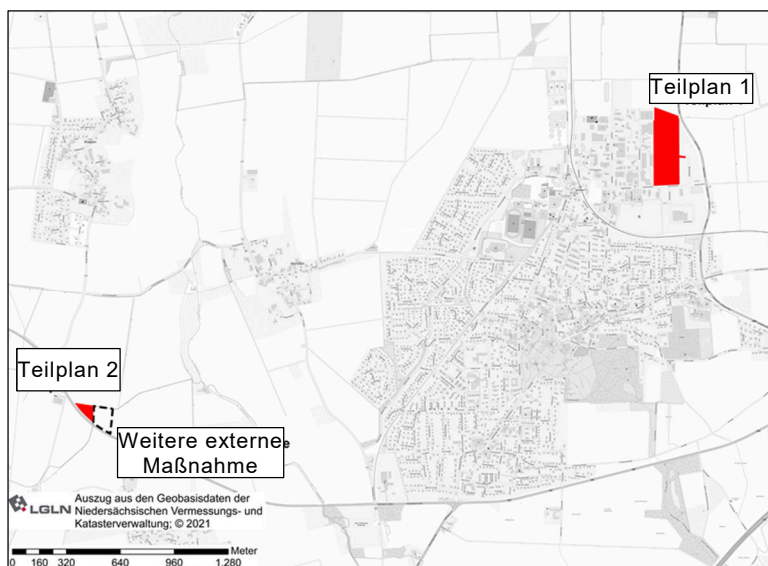 Teilplan 1
Teilplan 2
Weitere externe
Maßnahme
LGLN
Auszug aus den Geobasisdaten der
Niedersächsischen Vermessungs- und
Katasterverwaltung; © 2021
Meter
0 160 320 640 960 1.280